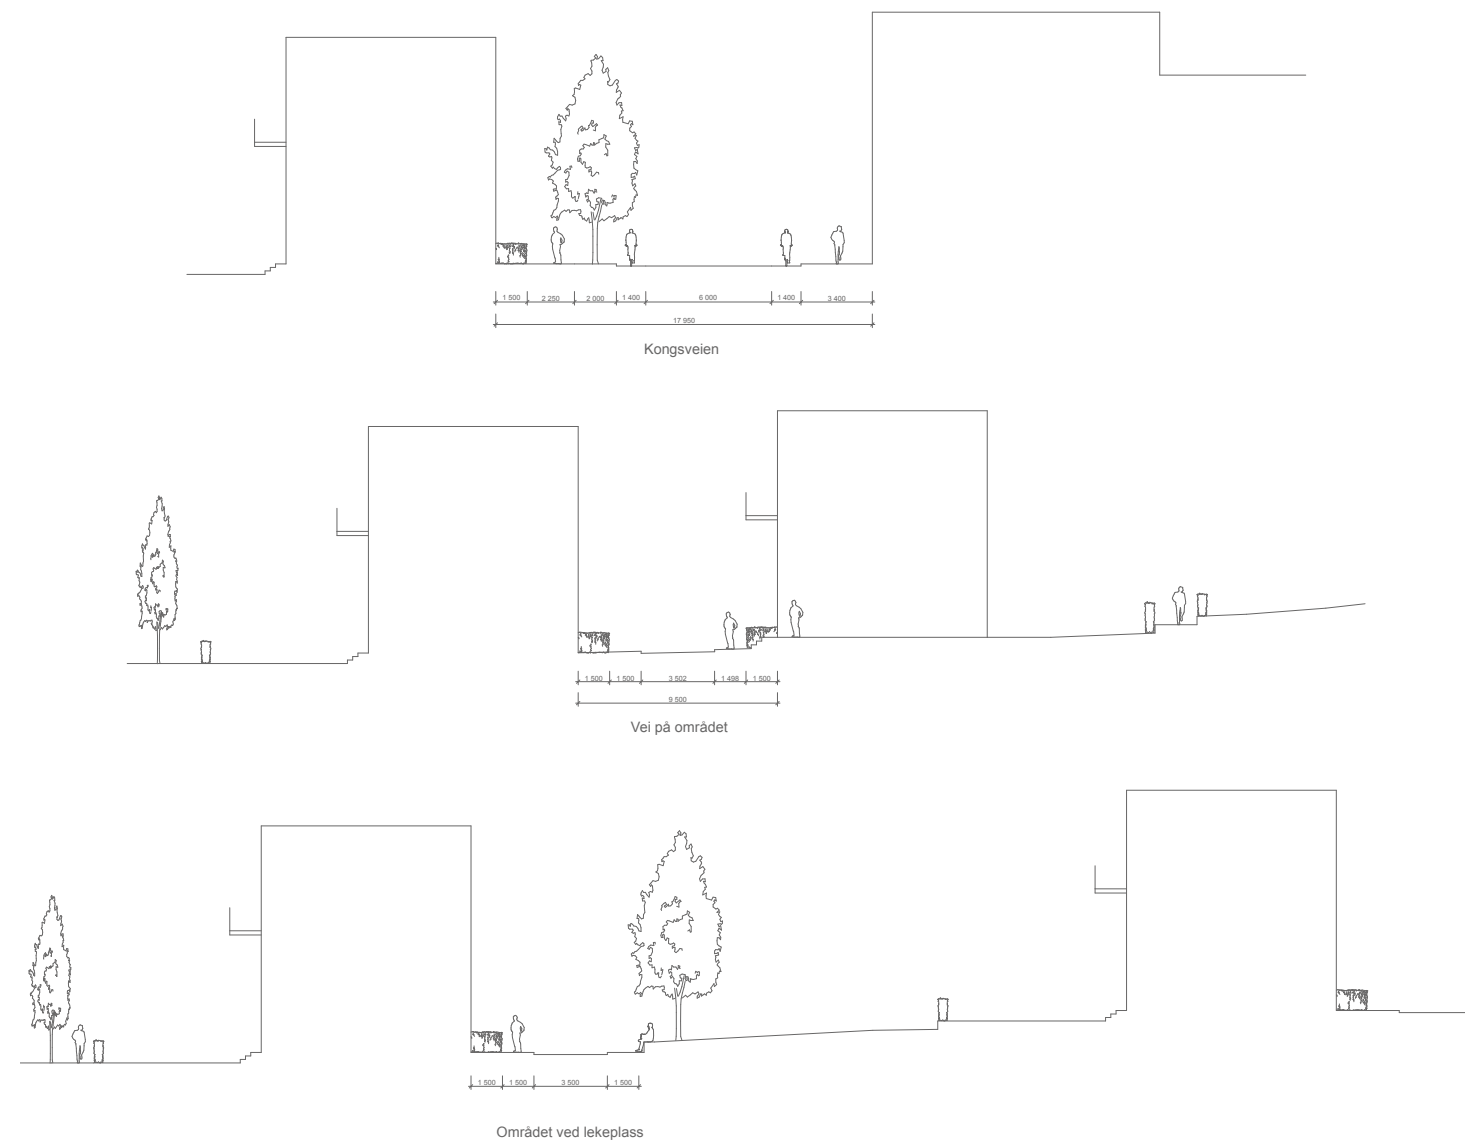 1 500 2 250 2 000 1 400 6 000 1 400 3 400
17 950
Kongsveien
1 500 1 500 3 502 1 498 1 500
9 500
Vei på området
1 500 1 500 3 500 1 500
Området ved lekeplass